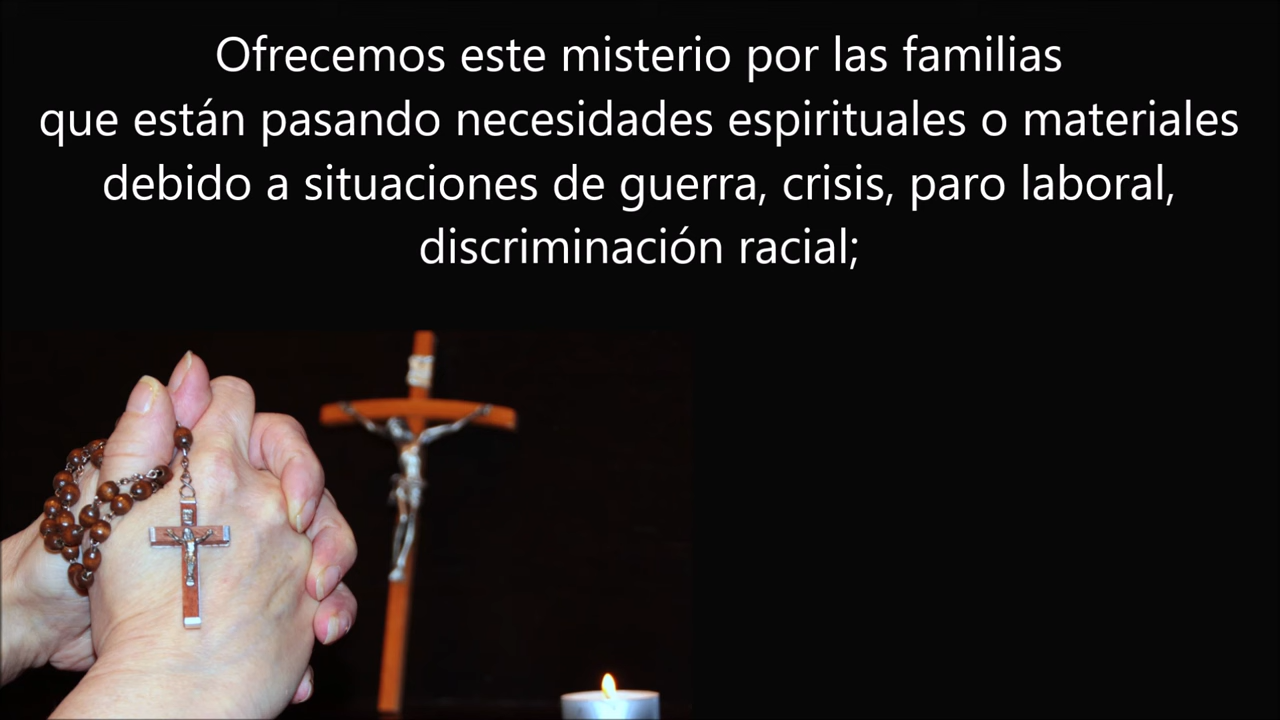 Ofrecemos este misterio por las familias
que están pasando necesidades espirituales o materiales
debido a situaciones de guerra, crisis, paro laboral,
discriminación racial;